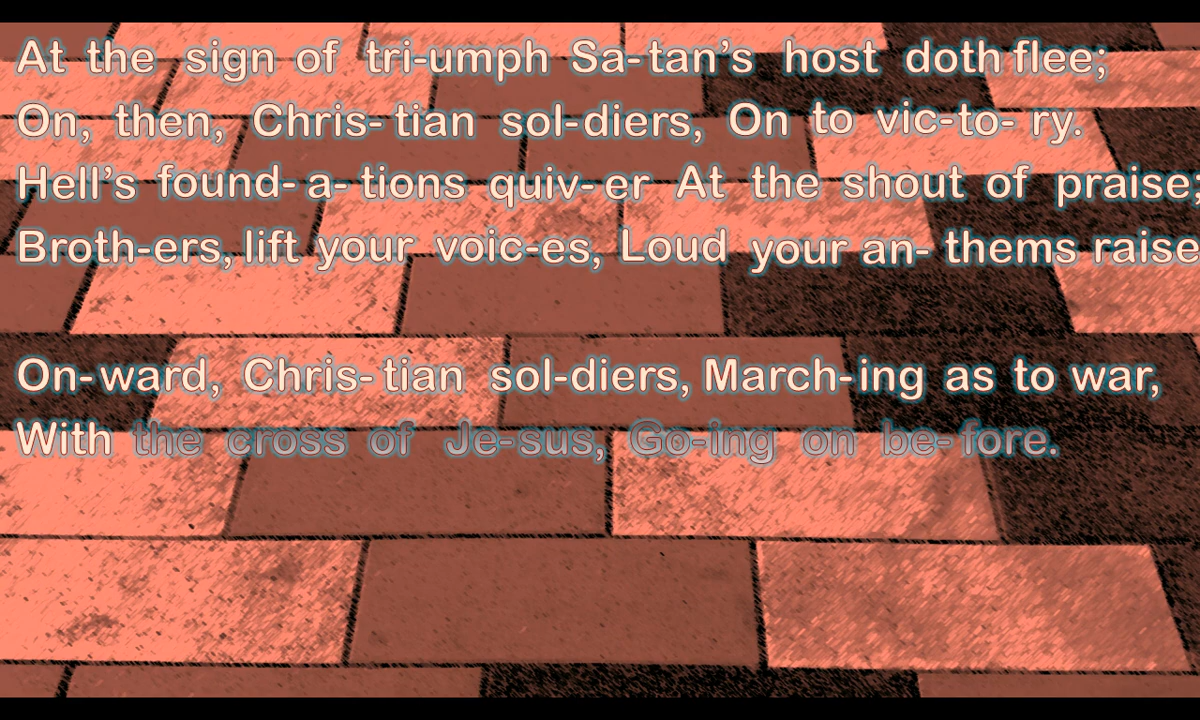 At the sign of tri-umph Sa-tan's host doth flee;
On, then, Chris-tian sol-diers, On to vic-to-ry.
Hell's found-a-tions quiv-er At the shout of praise;
Broth-ers, lift your voic-es, Loud your an-thems raise
On-ward, Chris-tian sol-diers, March-ing as to war,
With the cross of Je-sus, Go-ing on be-fore.